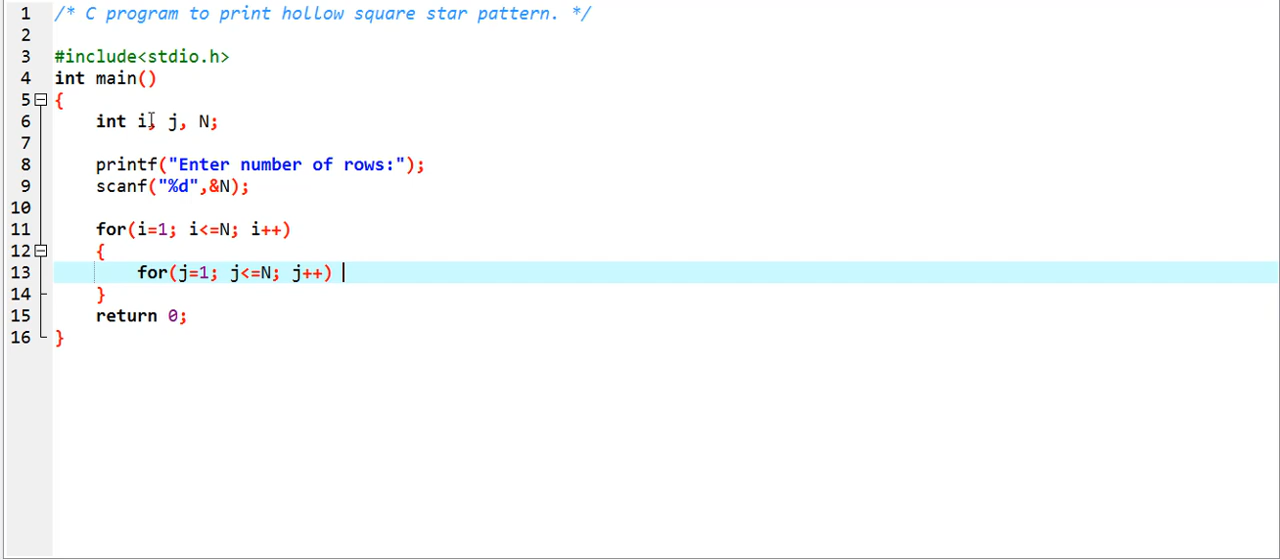 1 /* C program to print hollow square star pattern. */
2
3 #include<stdio.h>
4 int main()
5 {
6     int i, j, N;
7
8     printf("Enter number of rows:");
9     scanf("%d",&N);
10
11     for(i=1; i<=N; i++)
12     {
13         for(j=1; j<=N; j++)
14     }
15     return 0;
16 }